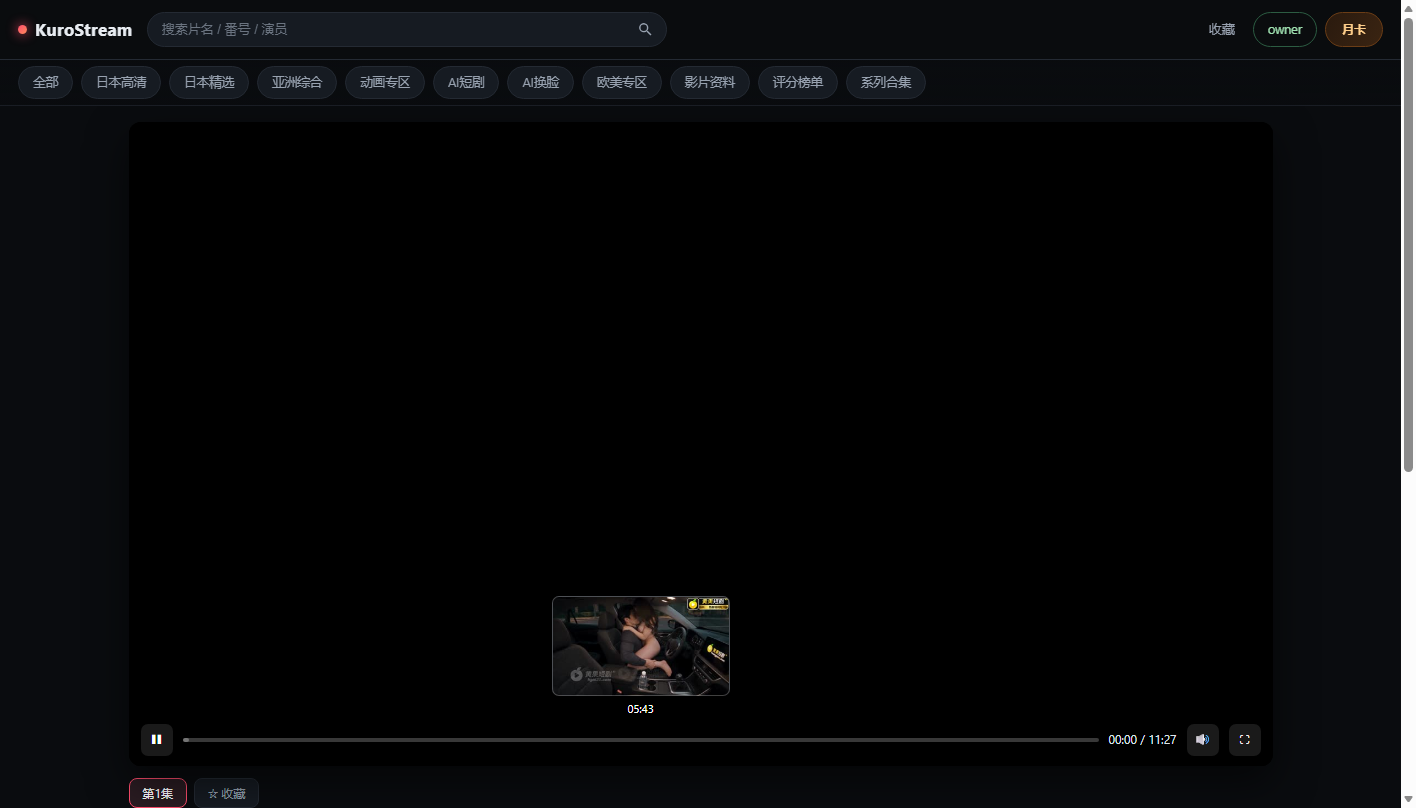 KuroStream
搜索片名 / 番号 / 演员
收藏
owner
月卡
全部
日本高清
日本精选
亚洲综合
动画专区
AI短剧
AI换脸
欧美专区
影片资料
评分榜单
系列合集
05:43
00:00 / 11:27
第1集
☆ 收藏